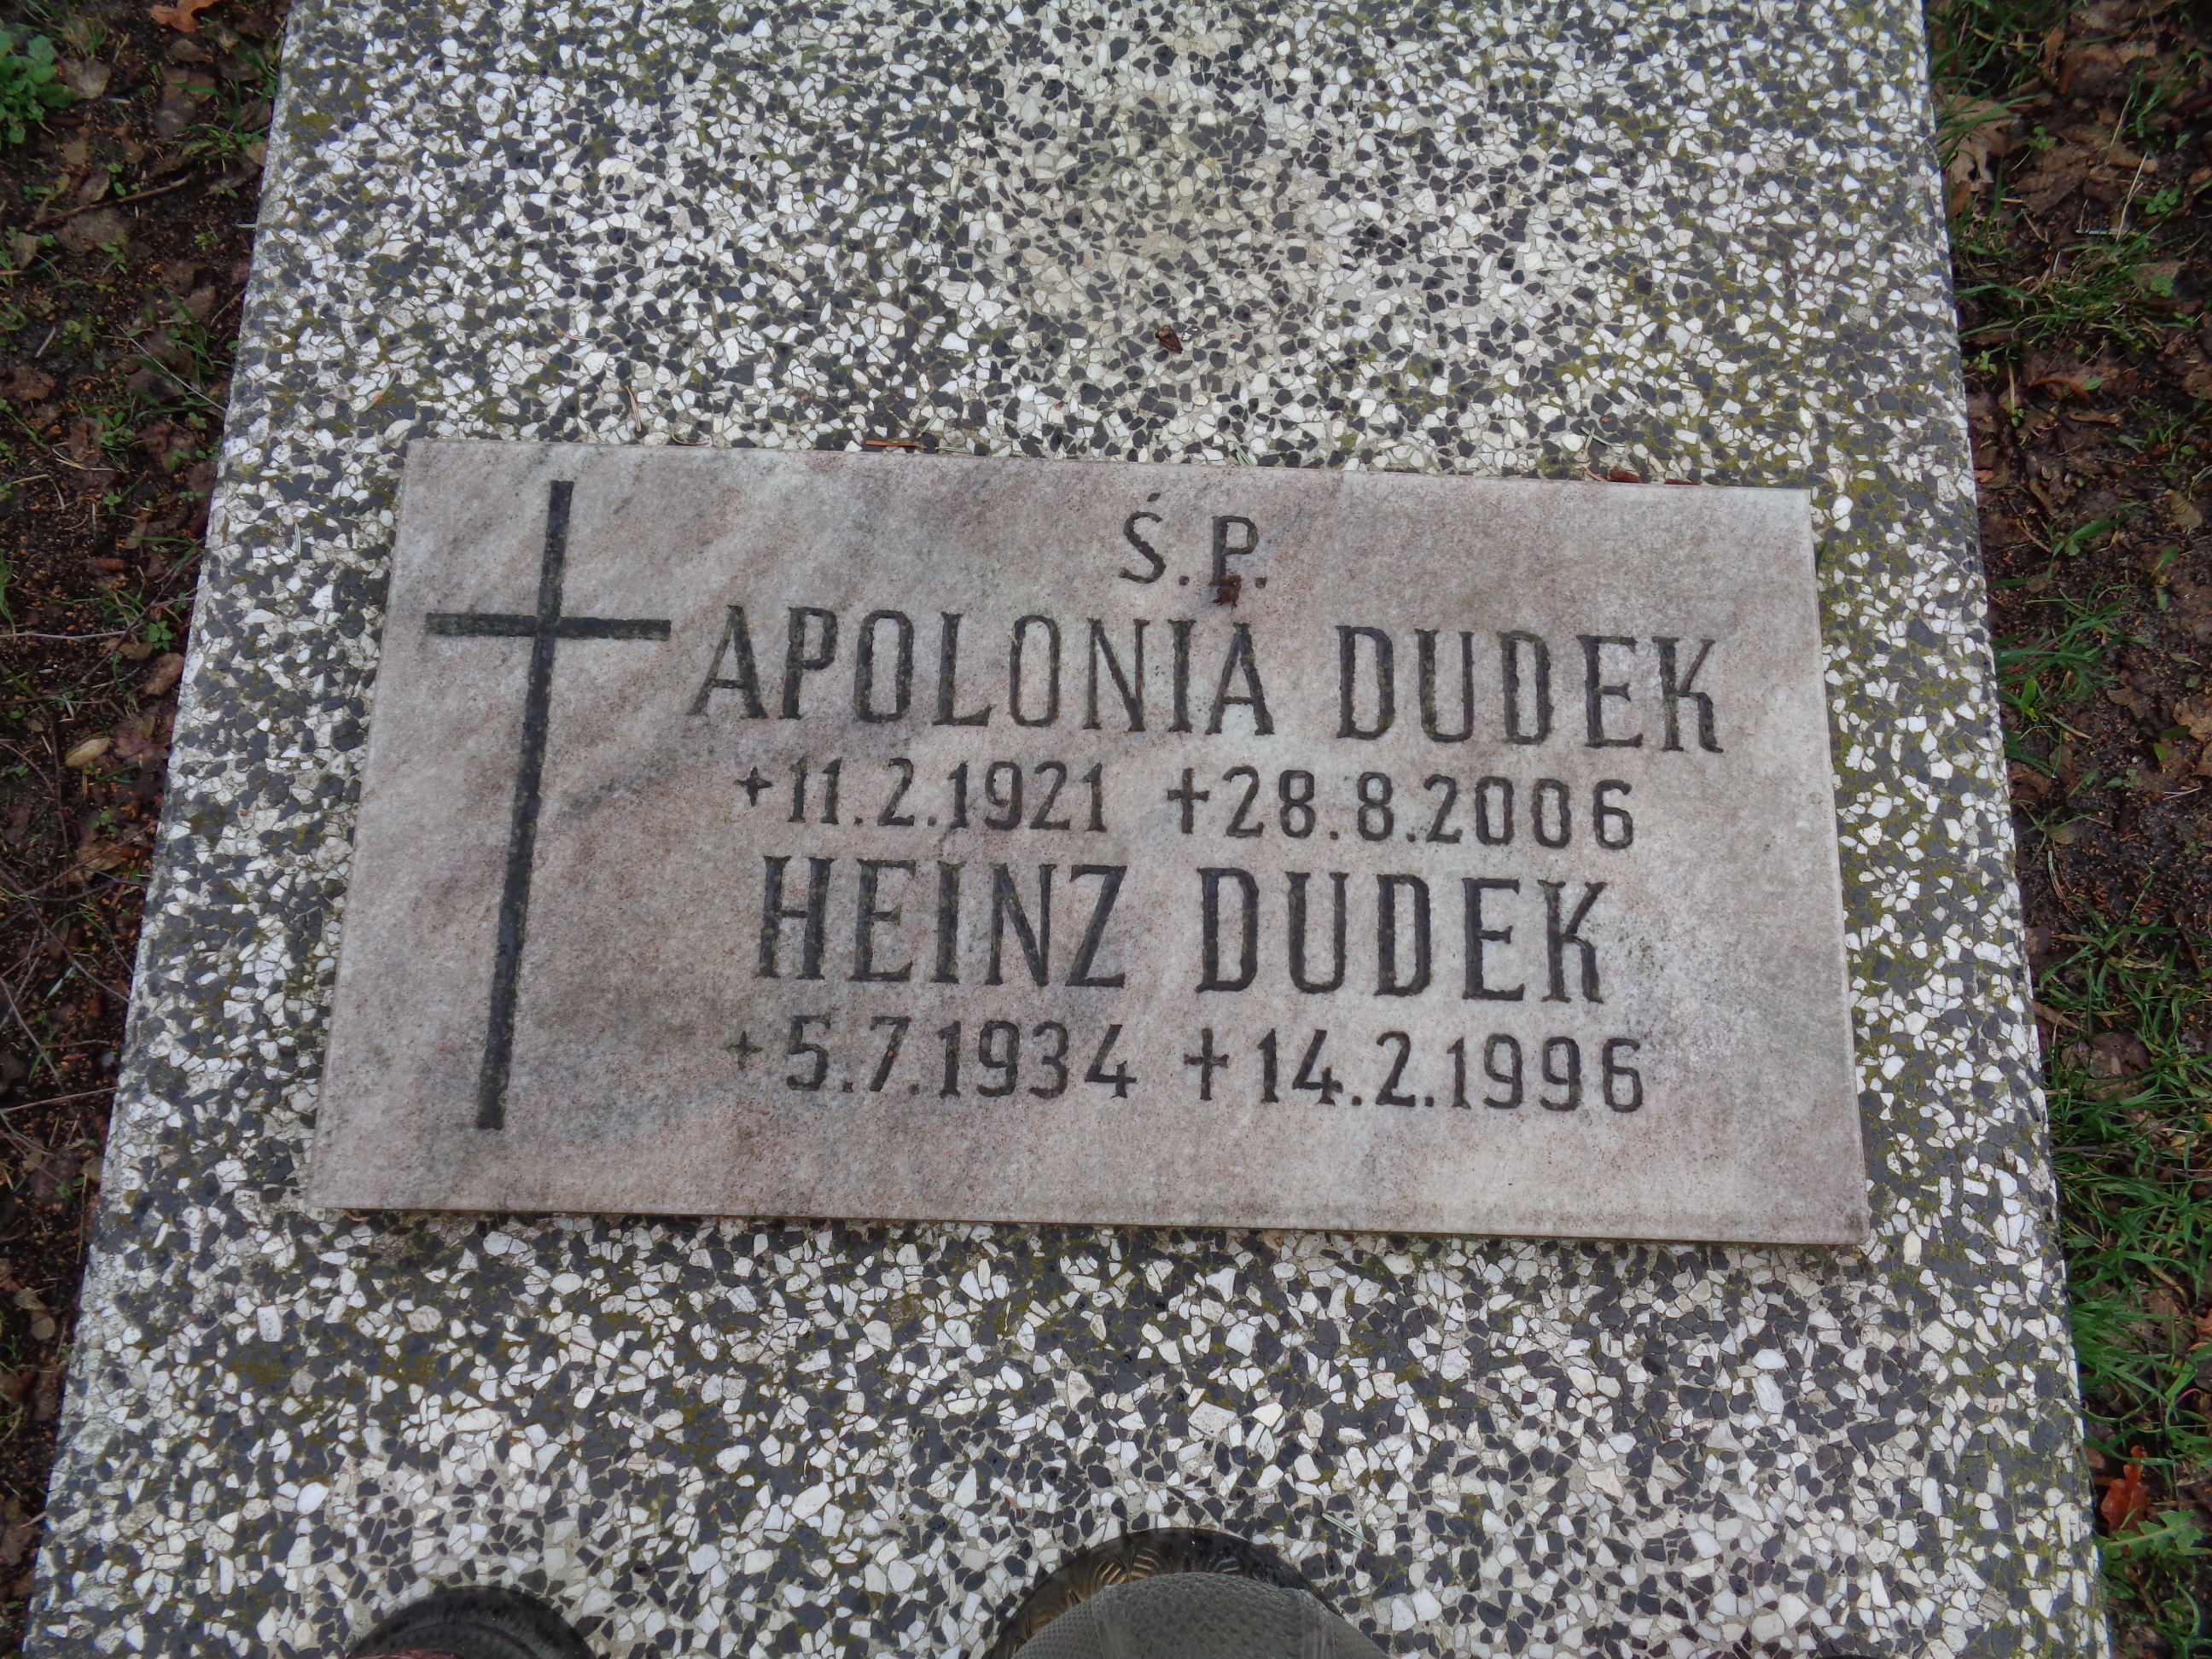 Ś.P.
APOLONIA DUDEK
+11.2.1921 +28.8.2006
HEINZ DUDEK
+5.7.1934 +14.2.1996